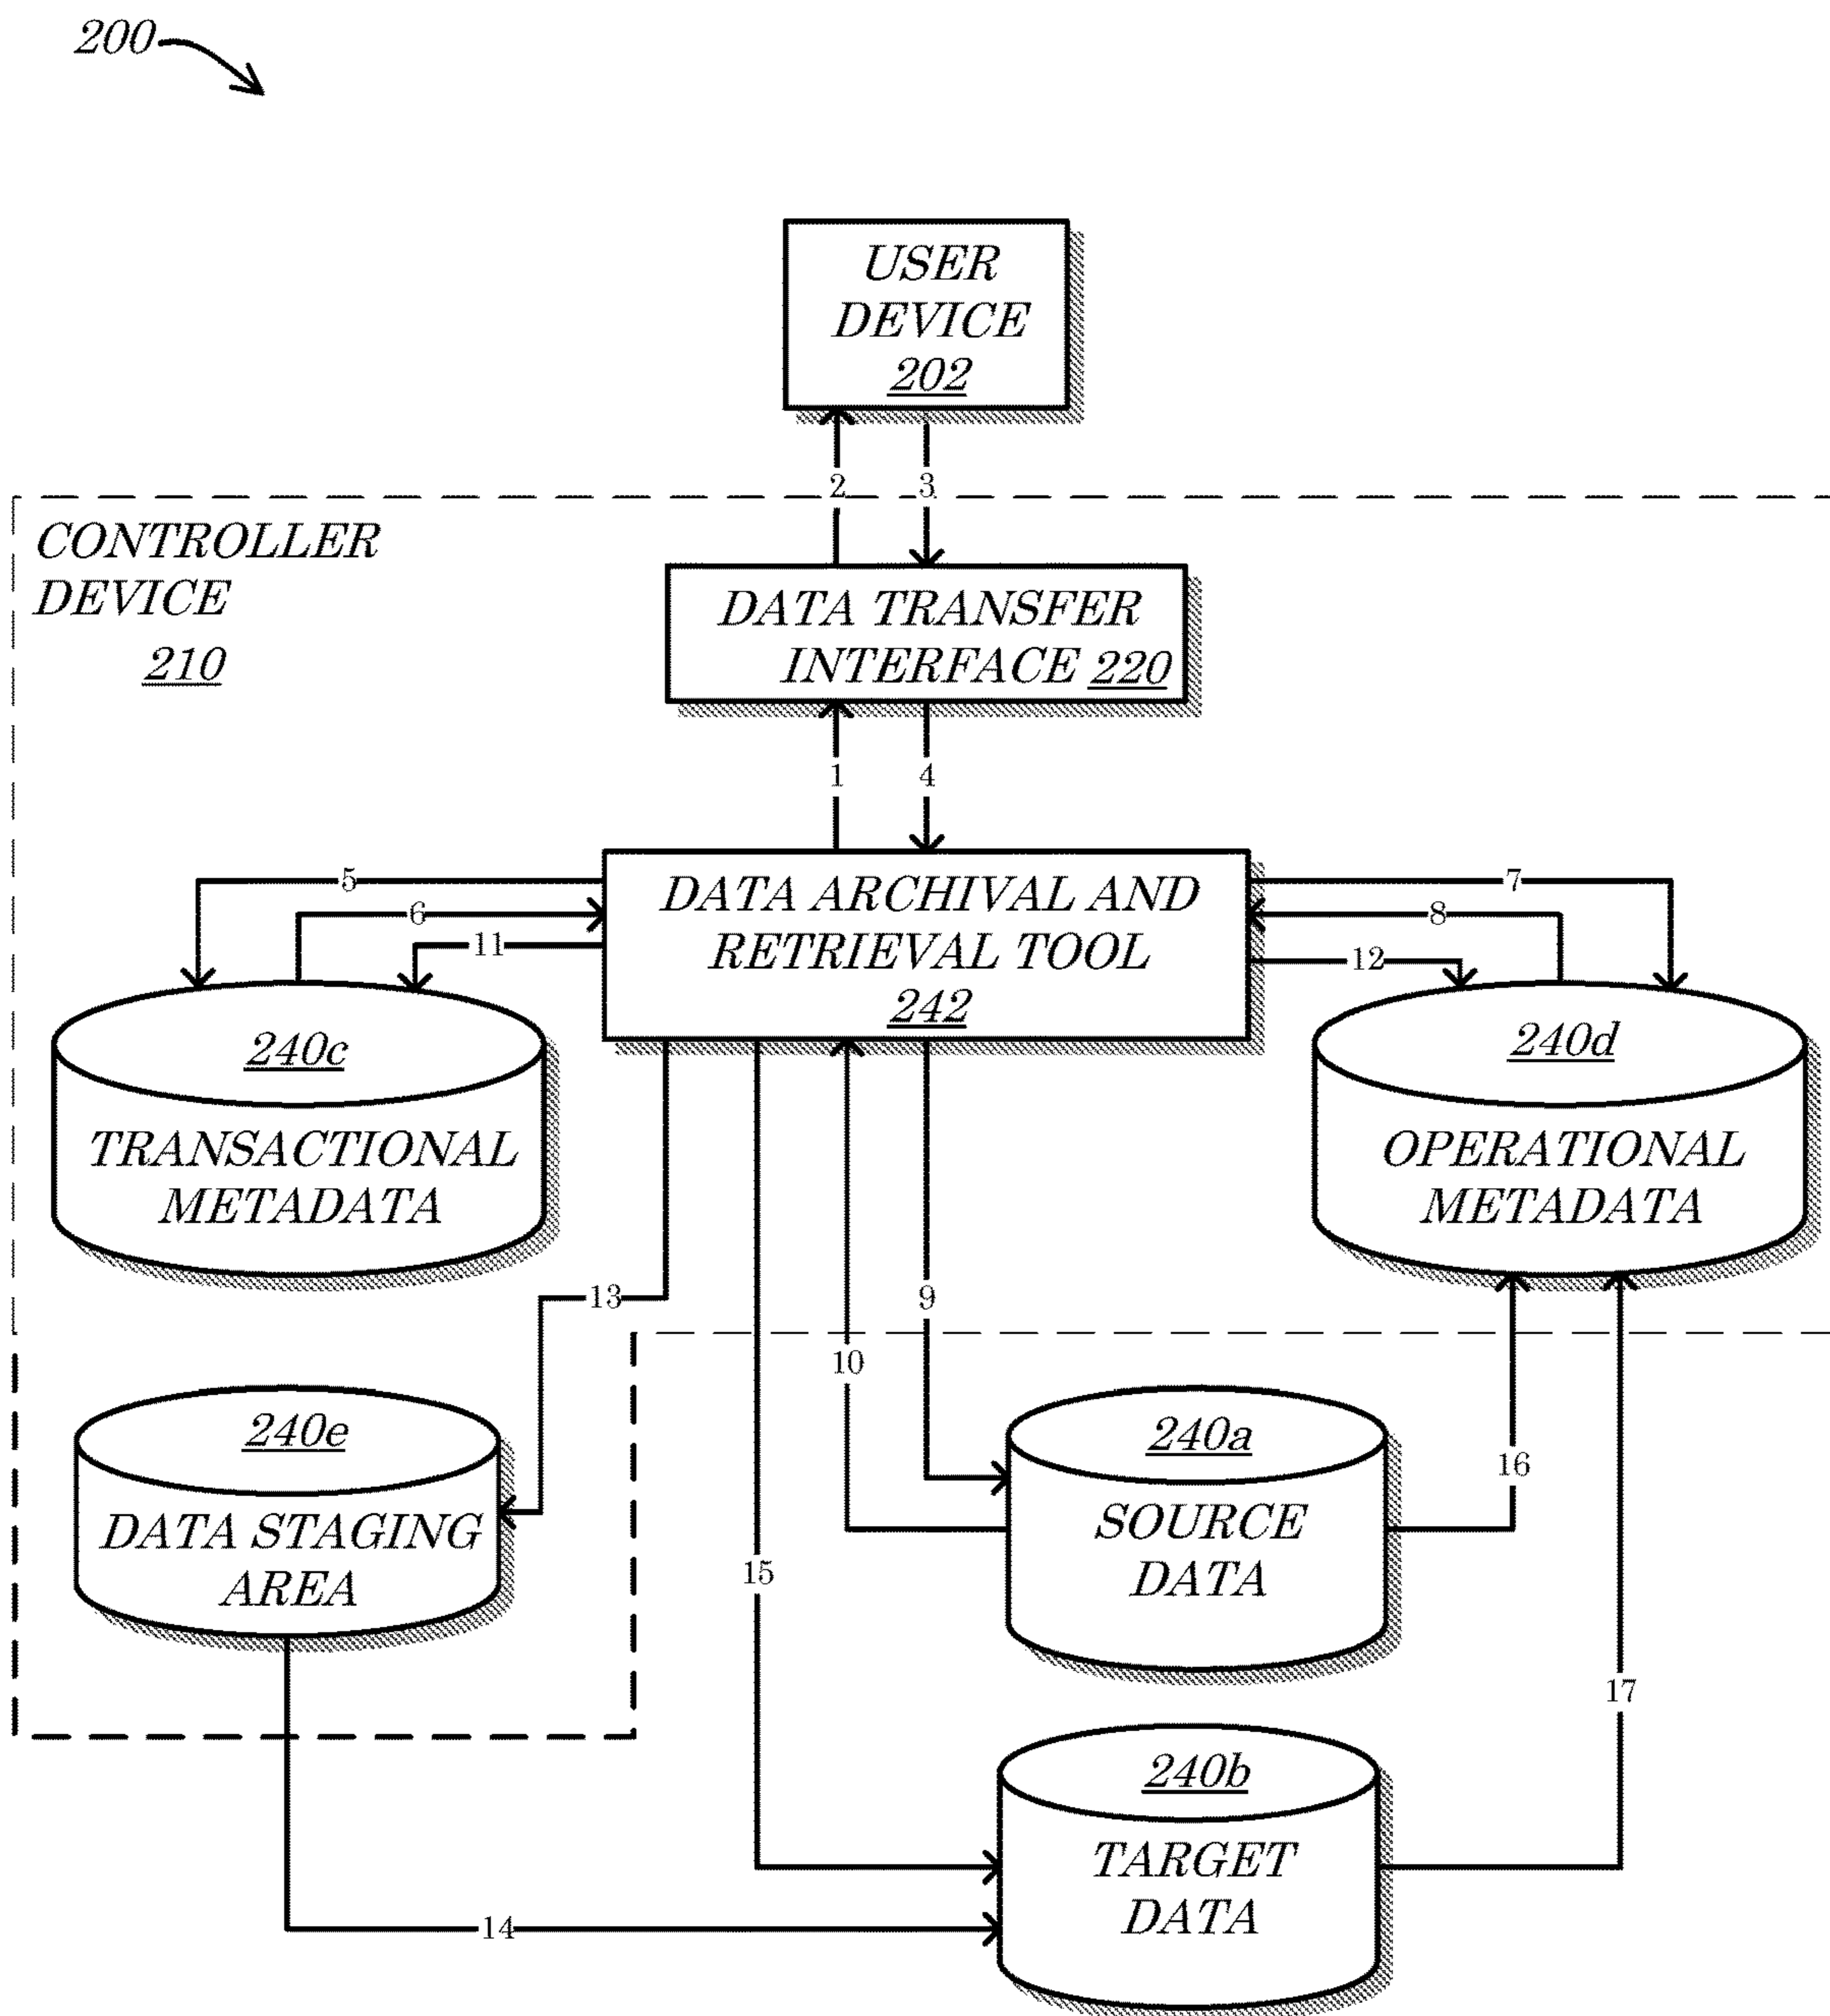 200
USER
DEVICE
202
2
3
CONTROLLER
DEVICE
210
DATA TRANSFER
INTERFACE 220
1
4
5
6
11
DATA ARCHIVAL AND
RETRIEVAL TOOL
242
7
8
12
240c
TRANSACTIONAL
METADATA
240d
OPERATIONAL
METADATA
13
9
10
240e
DATA STAGING
AREA
240a
SOURCE
DATA
16
15
17
240b
TARGET
DATA
14